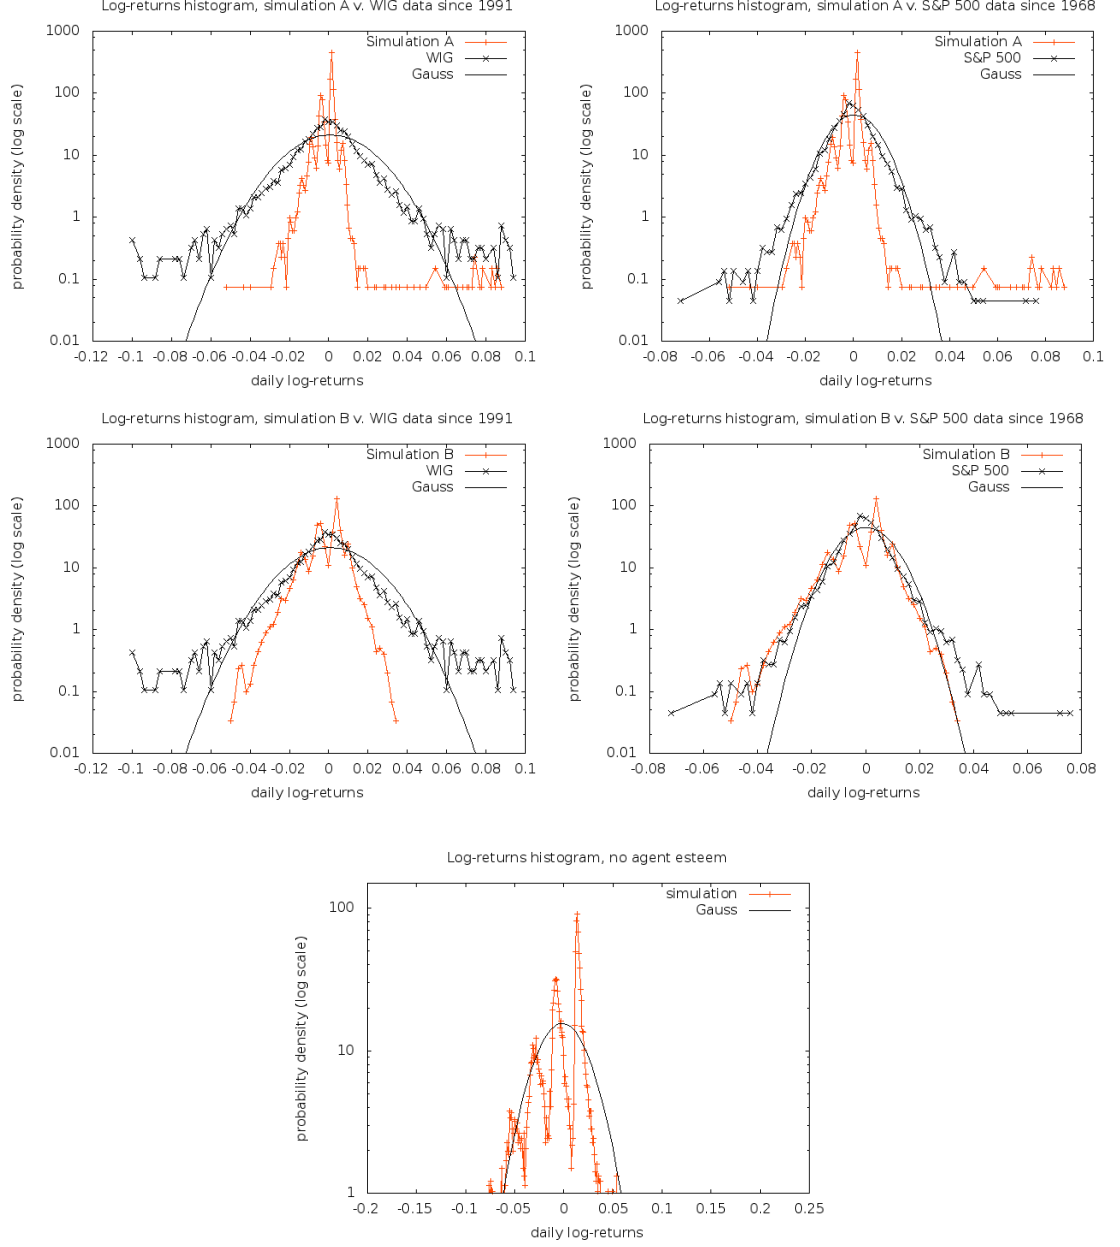 Log-returns histogram, simulation A v. WIG data since 1991
1000
100
10
1
0.1
0.01
probability density (log scale)
Simulation A
WIG
Gauss
-0.12 -0.1 -0.08 -0.06 -0.04 -0.02 0 0.02 0.04 0.06 0.08 0.1
daily log-returns
Log-returns histogram, simulation A v. S&P 500 data since 1968
1000
100
10
1
0.1
0.01
probability density (log scale)
Simulation A
S&P 500
Gauss
-0.08 -0.06 -0.04 -0.02 0 0.02 0.04 0.06 0.08 0.1
daily log-returns
Log-returns histogram, simulation B v. WIG data since 1991
1000
100
10
1
0.1
0.01
probability density (log scale)
Simulation B
WIG
Gauss
-0.12 -0.1 -0.08 -0.06 -0.04 -0.02 0 0.02 0.04 0.06 0.08 0.1
daily log-returns
Log-returns histogram, simulation B v. S&P 500 data since 1968
1000
100
10
1
0.1
0.01
probability density (log scale)
Simulation B
S&P 500
Gauss
-0.08 -0.06 -0.04 -0.02 0 0.02 0.04 0.06 0.08
daily log-returns
Log-returns histogram, no agent esteem
100
10
1
probability density (log scale)
simulation
Gauss
-0.2 -0.15 -0.1 -0.05 0 0.05 0.1 0.15 0.2 0.25
daily log-returns